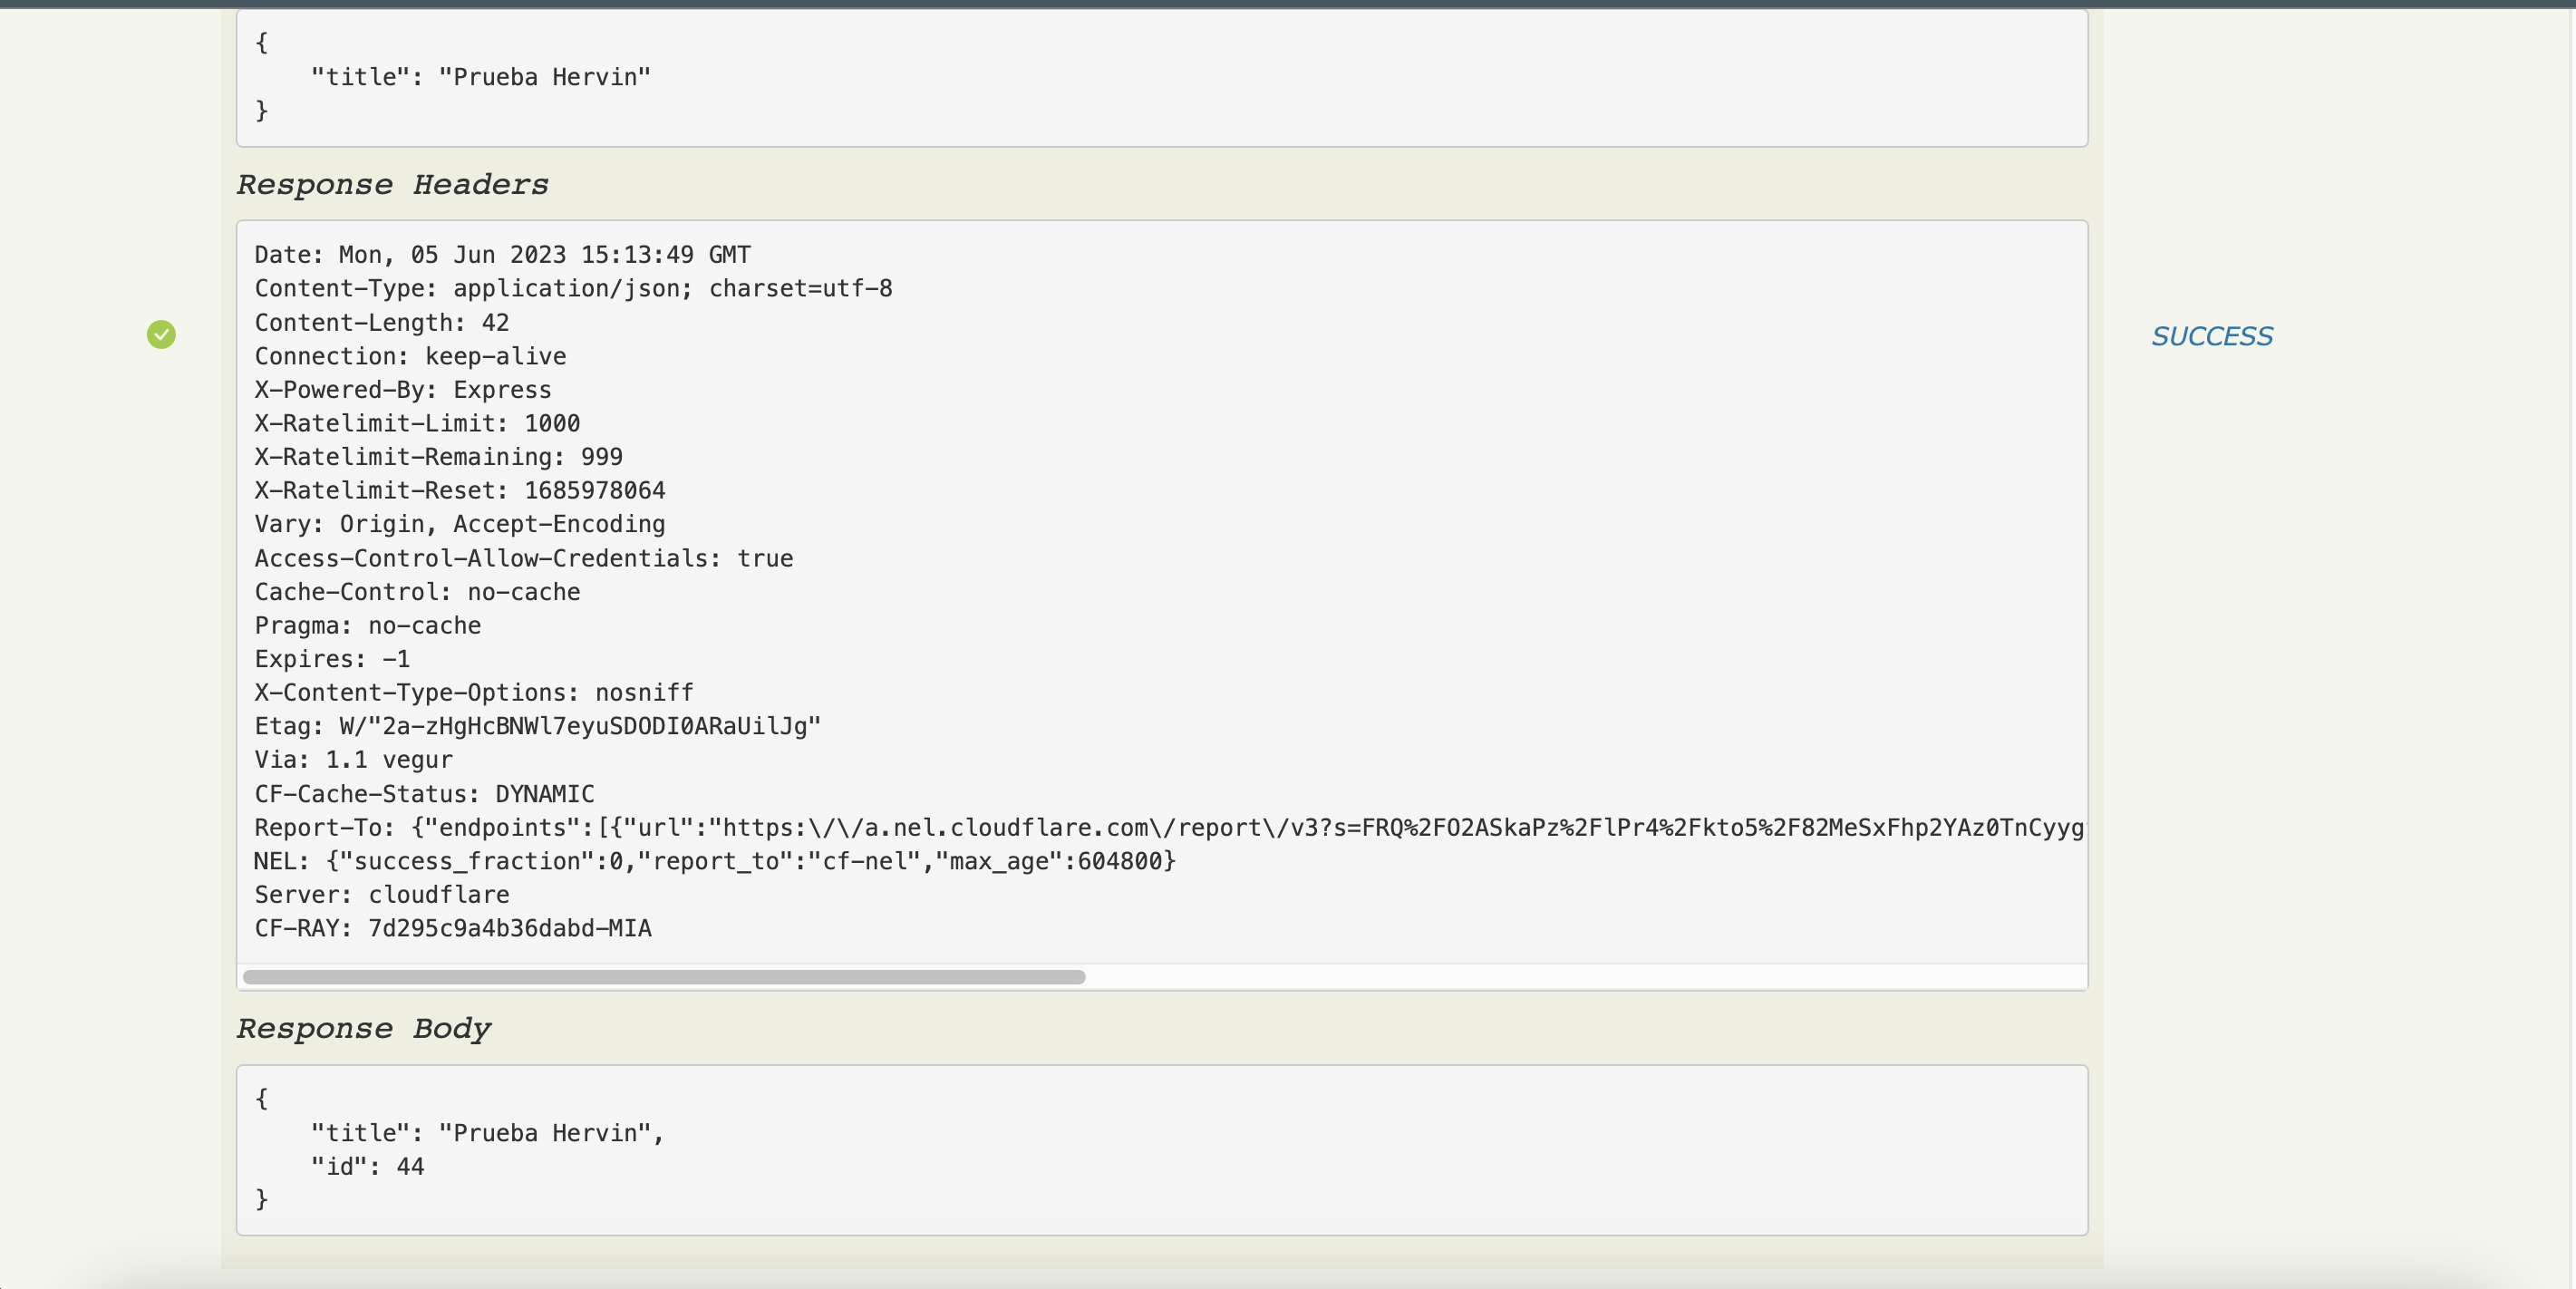 {
    "title": "Prueba Hervin"
}
Response Headers
Date: Mon, 05 Jun 2023 15:13:49 GMT
Content-Type: application/json; charset=utf-8
Content-Length: 42
Connection: keep-alive
X-Powered-By: Express
X-Ratelimit-Limit: 1000
X-Ratelimit-Remaining: 999
X-Ratelimit-Reset: 1685978064
Vary: Origin, Accept-Encoding
Access-Control-Allow-Credentials: true
Cache-Control: no-cache
Pragma: no-cache
Expires: -1
X-Content-Type-Options: nosniff
Etag: W/"2a-zHgHcBNWl7eyuSDODI0ARaUilJg"
Via: 1.1 vegur
CF-Cache-Status: DYNAMIC
Report-To: {"endpoints":[{"url":"https:\/\/a.nel.cloudflare.com\/report\/v3?s=FRQ%2FO2ASkaPz%2FlPr4%2Fkto5%2F82MeSxFhp2YAz0TnCyyg
NEL: {"success_fraction":0,"report_to":"cf-nel","max_age":604800}
Server: cloudflare
CF-RAY: 7d295c9a4b36dabd-MIA
SUCCESS
Response Body
{
    "title": "Prueba Hervin",
    "id": 44
}